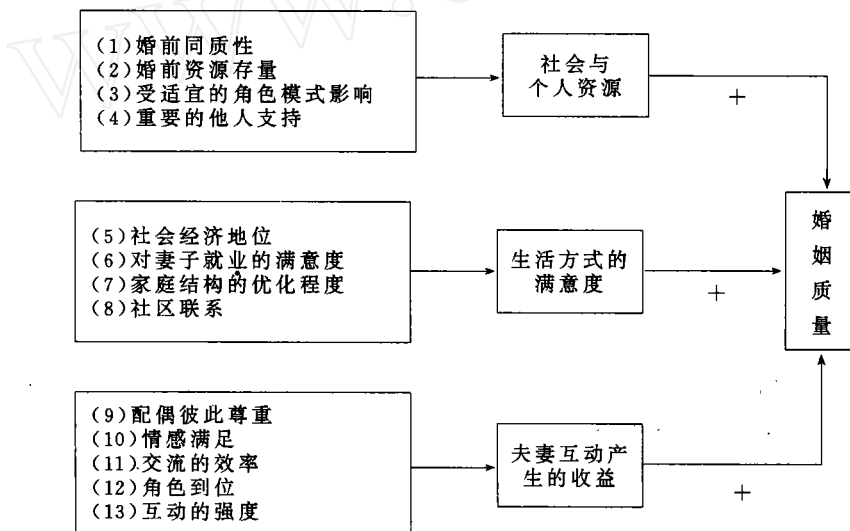 (1)婚前同质性
(2)婚前资源存量
(3)受适宜的角色模式影响
(4)重要的他人支持
社会与
个人资源
+
(5)社会经济地位
(6)对妻子就业的满意度
(7)家庭结构的优化程度
(8)社区联系
生活方式的
满意度
+
婚
姻
质
量
(9)配偶彼此尊重
(10)情感满足
(11)交流的效率
(12)角色到位
(13)互动的强度
夫妻互动产
生的收益
+